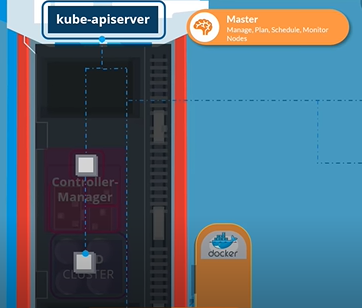 kube-apiserver
Master
Manage, Plan, Schedule, Monitor
Nodes
Controller-
Manager
CLUSTER
docker